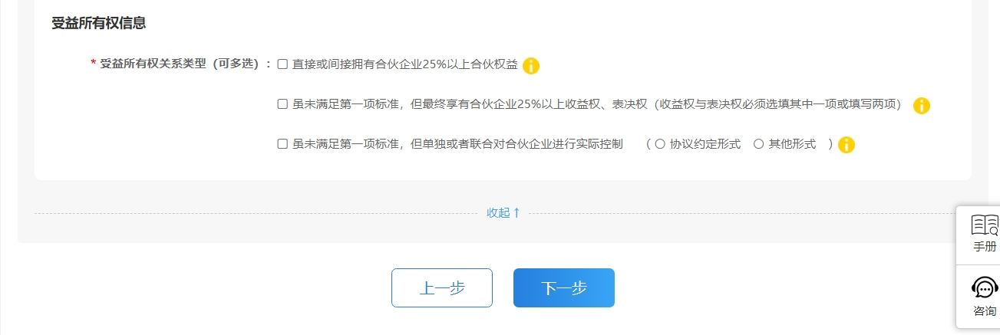 受益所有权信息
* 受益所有权关系类型（可多选）： 直接或间接拥有合伙企业25%以上合伙权益
虽未满足第一项标准，但最终享有合伙企业25%以上收益权、表决权（收益权与表决权必须选填其中一项或填写两项）
虽未满足第一项标准，但单独或者联合对合伙企业进行实际控制 （ 协议约定形式 其他形式 ）
收起↑
手册
上一步 下一步
咨询